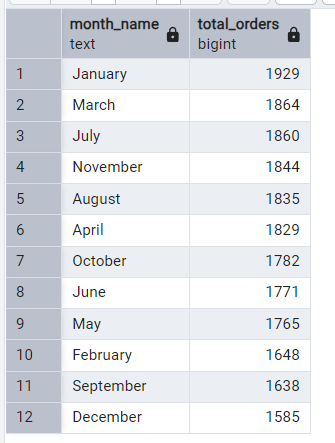 month_name total_orders
text bigint
1 January 1929
2 March 1864
3 July 1860
4 November 1844
5 August 1835
6 April 1829
7 October 1782
8 June 1771
9 May 1765
10 February 1648
11 September 1638
12 December 1585